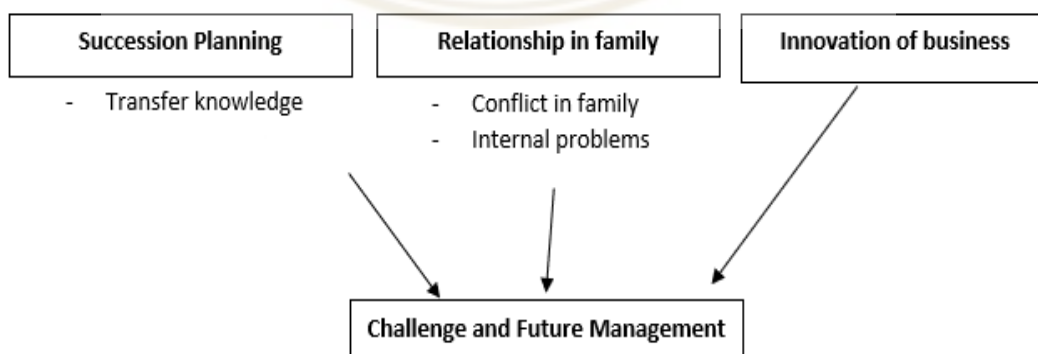 Succession Planning
- Transfer knowledge
Relationship in family
- Conflict in family
- Internal problems
Innovation of business
Challenge and Future Management